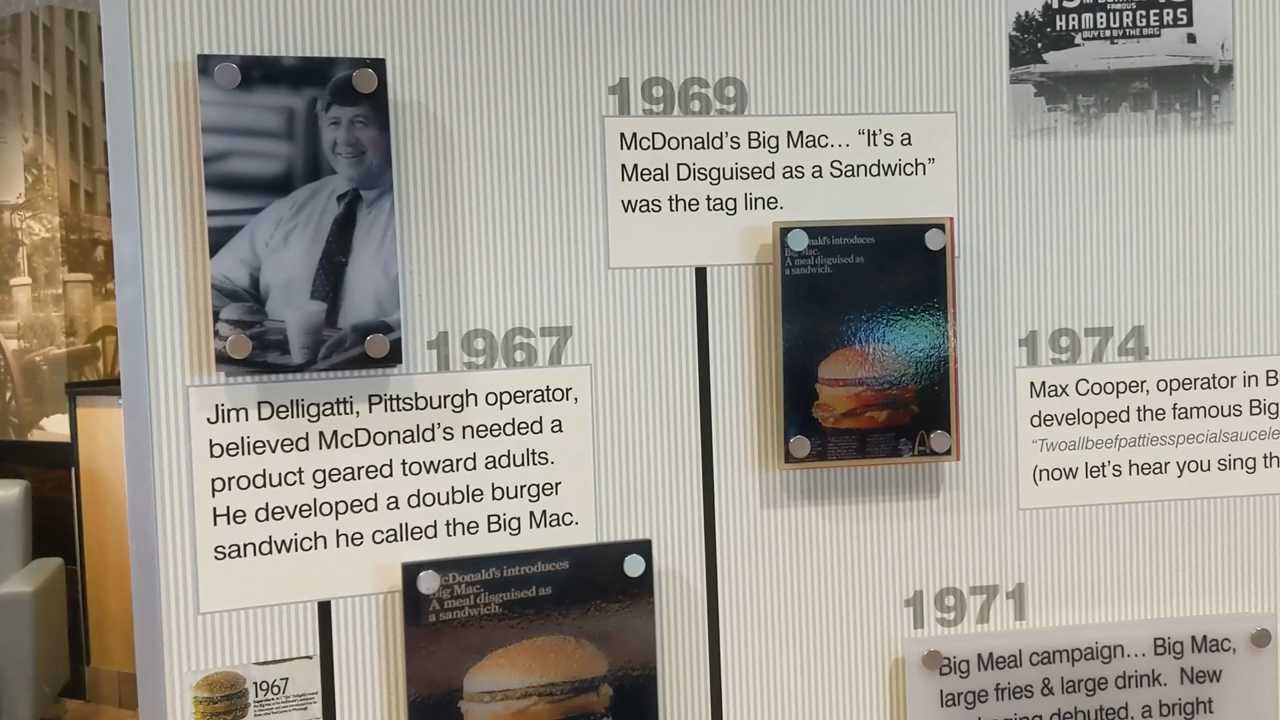 HAMBURGERS
BUY'EM BY THE BAG
1969
McDonald's Big Mac... “It's a
Meal Disguised as a Sandwich”
was the tag line.
nald's introduces
Mac.
A meal disguised as
a sandwich.
1967
Jim Delligatti, Pittsburgh operator,
believed McDonald's needed a
product geared toward adults.
He developed a double burger
sandwich he called the Big Mac.
1974
Max Cooper, operator in B
developed the famous Big
“Twoallbeefpattiesspecialsaucele
(now let's hear you sing th
cDonald's introduces
ig Mac.
A meal disguised as
a sandwich.
1967
1971
Big Meal campaign... Big Mac,
large fries & large drink. New
debuted, a bright